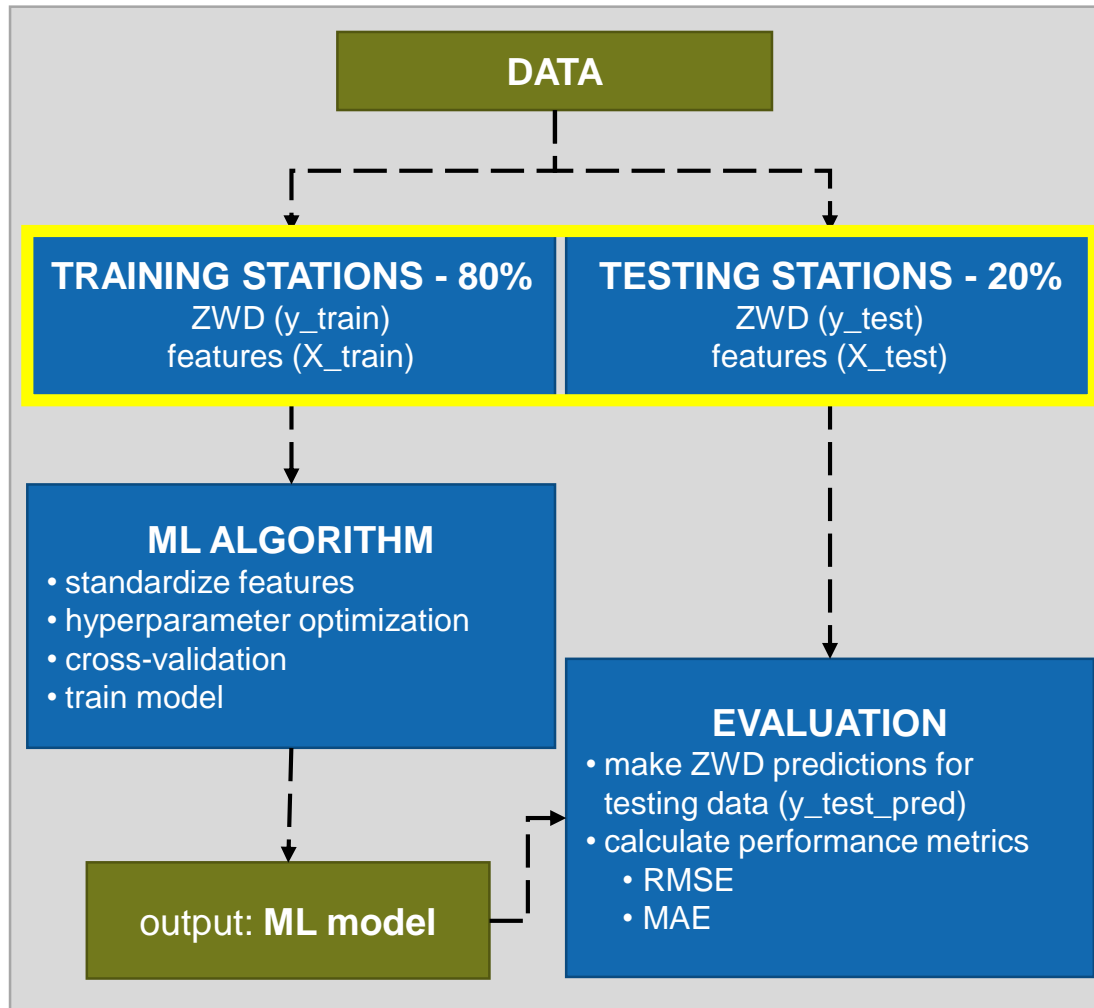 DATA
TRAINING STATIONS - 80%
ZWD (y_train)
features (X_train)
TESTING STATIONS - 20%
ZWD (y_test)
features (X_test)
ML ALGORITHM
• standardize features
• hyperparameter optimization
• cross-validation
• train model
output: ML model
EVALUATION
• make ZWD predictions for
testing data (y_test_pred)
• calculate performance metrics
• RMSE
• MAE